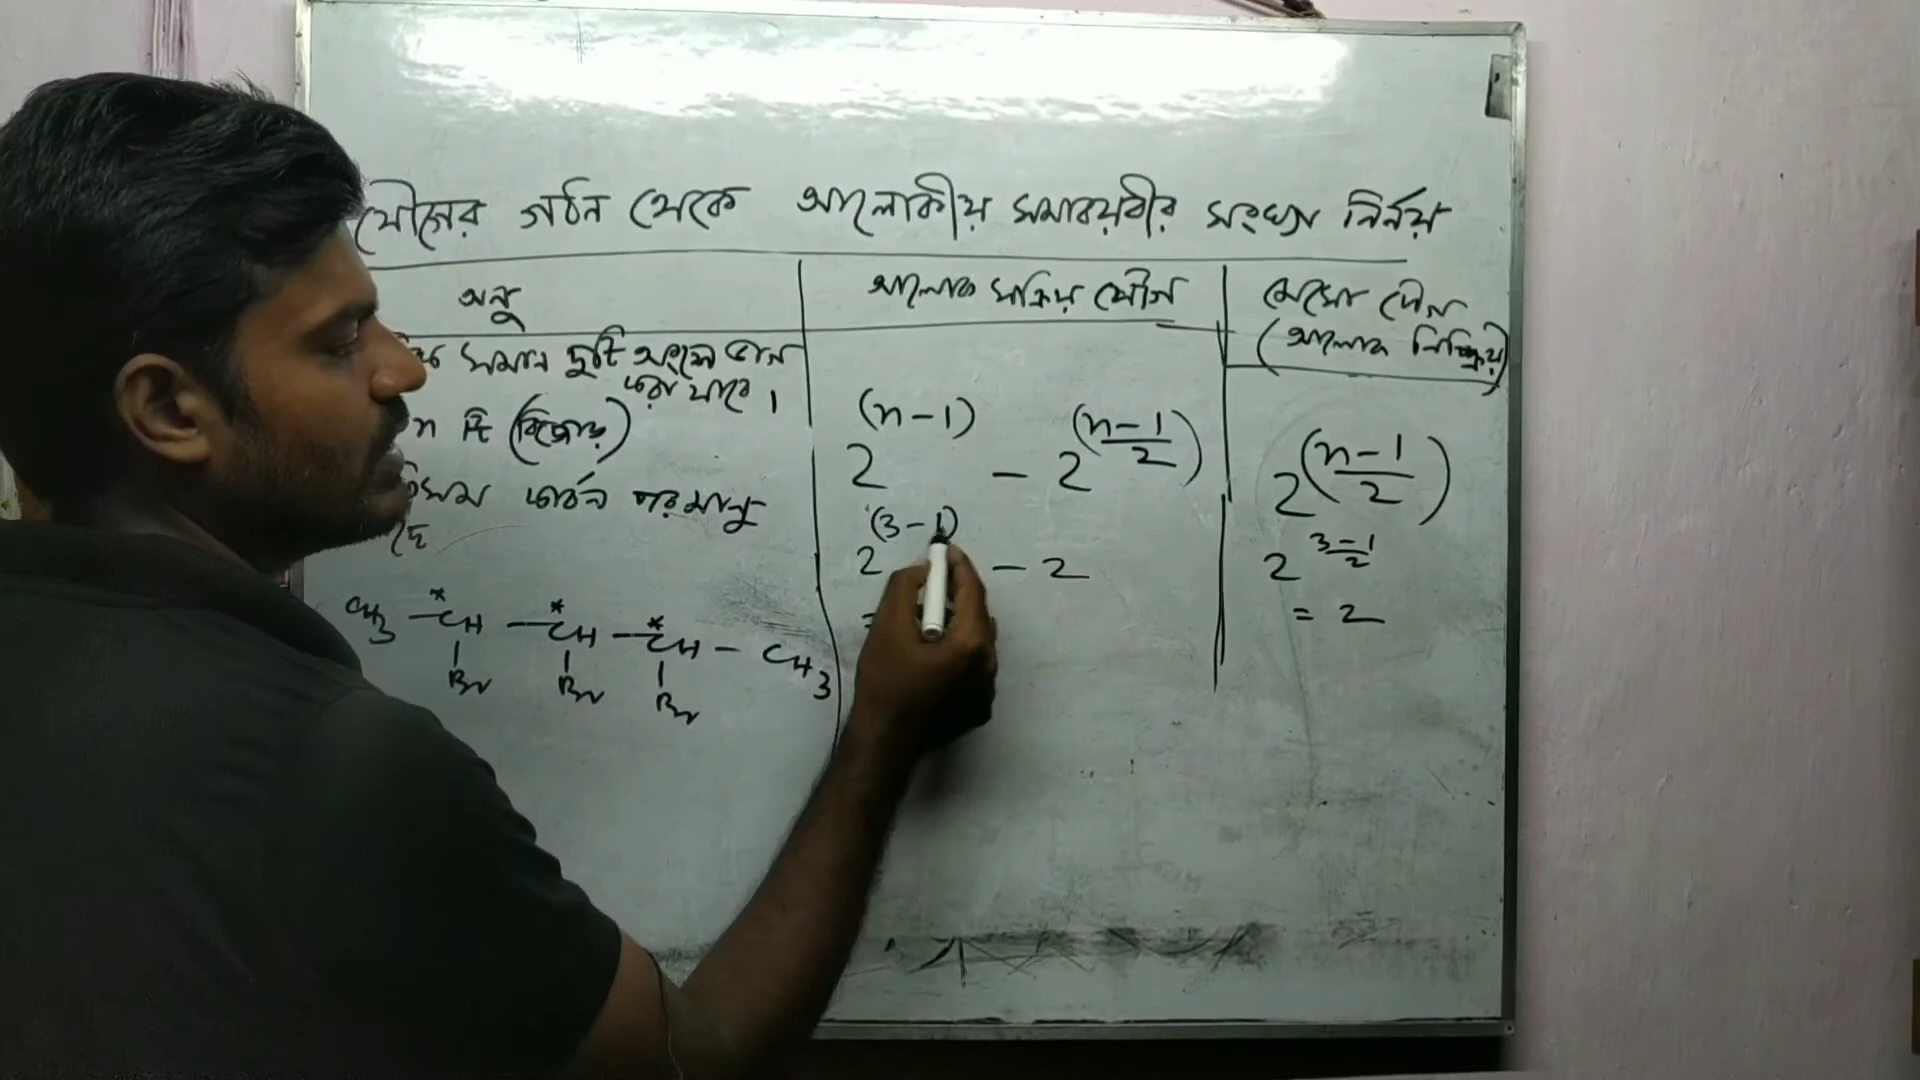 যৌগের গঠন থেকে আলোকীয় সমাবয়বীর সংখ্যা নির্ণয়
অনু
আলোক সক্রিয় যৌগ
মেসো যৌগ
(আলোক নিষ্ক্রিয়)
সমান দুটি অংশে ভাগ
করা যাবে।
n টি (বিজোড়)
কার্বন পরমানু
2^(n-1) - 2^((n-1)/2)
2^((n-1)/2)
2^(3-1) - 2
2^((3-1)/2)
=
= 2
CH3 - *CH - *CH - *CH - CH3
Br Br Br